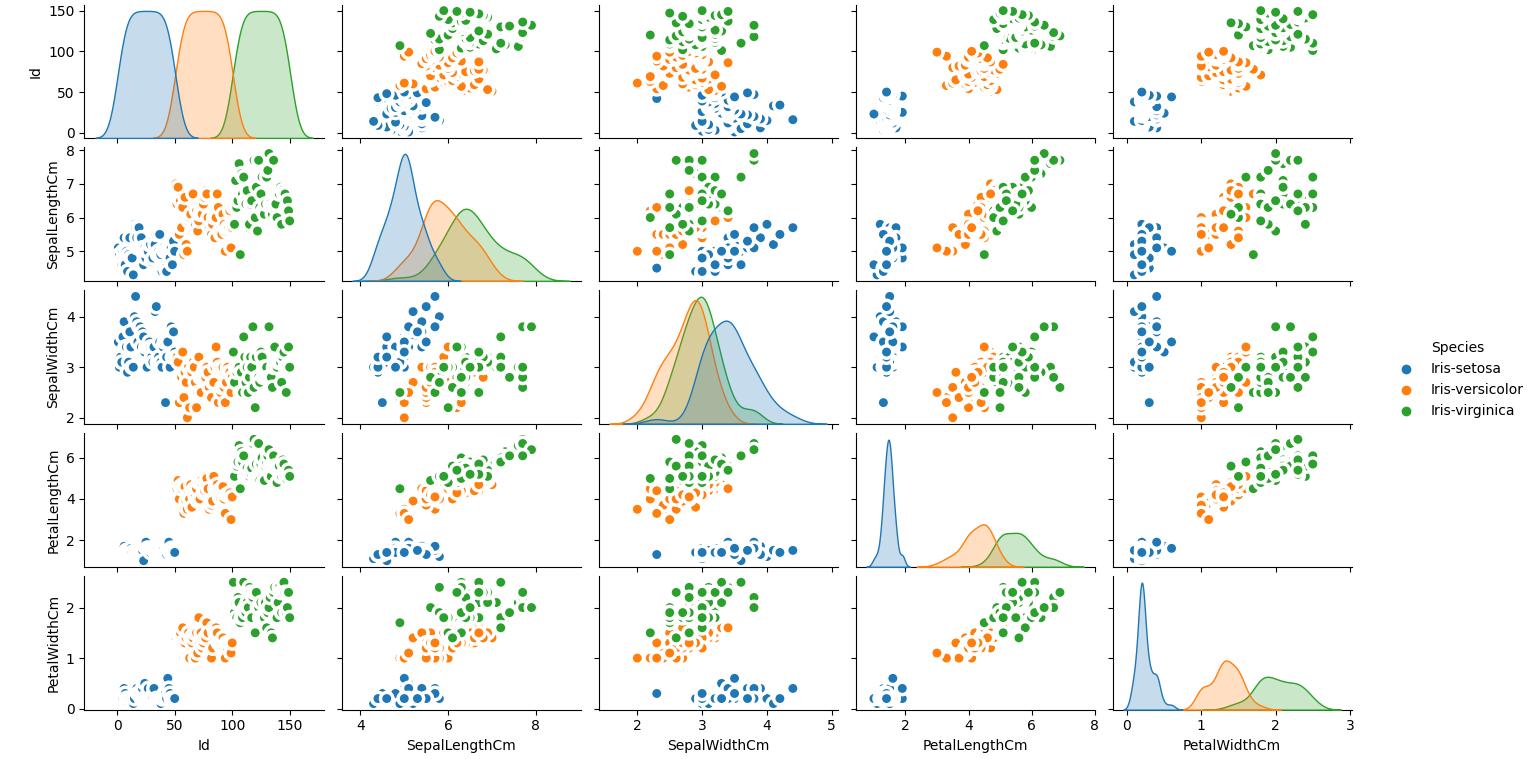 150
100
50
0
Id
8
7
6
5
SepalLengthCm
4
3
2
SepalWidthCm
6
4
2
PetalLengthCm
2
1
0
PetalWidthCm
0 50 100 150
4 6 8
2 3 4 5
2 4 6 8
0 1 2 3
Id
SepalLengthCm
SepalWidthCm
PetalLengthCm
PetalWidthCm
Species
Iris-setosa
Iris-versicolor
Iris-virginica